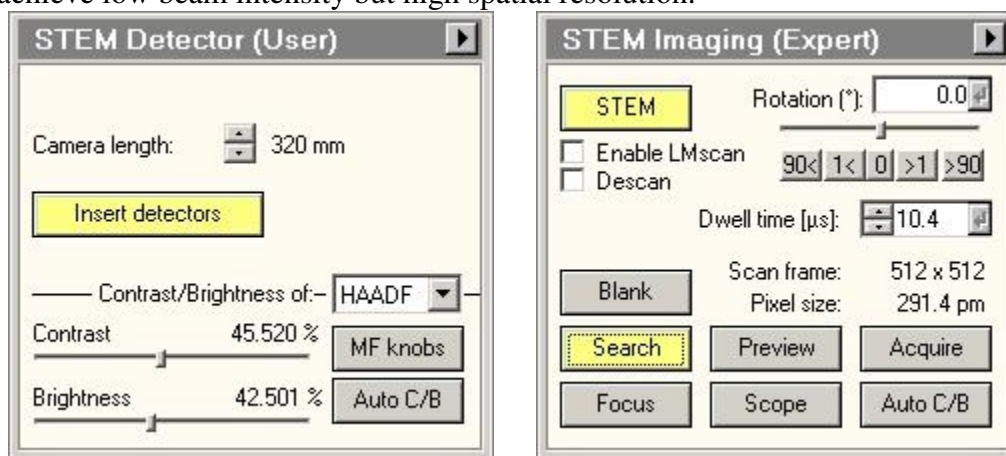 achieve low beam intensity but high spatial resolution.
STEM Detector (User)
Camera length: 320 mm
Insert detectors
Contrast/Brightness of: HAADF
Contrast 45.520 % MF knobs
Brightness 42.501 % Auto C/B
STEM Imaging (Expert)
STEM Rotation (°): 0.0
Enable LMscan
Descan
90< 1< 0 >1 >90
Dwell time [µs]: 10.4
Blank
Scan frame: 512 x 512
Pixel size: 291.4 pm
Search Preview Acquire
Focus Scope Auto C/B